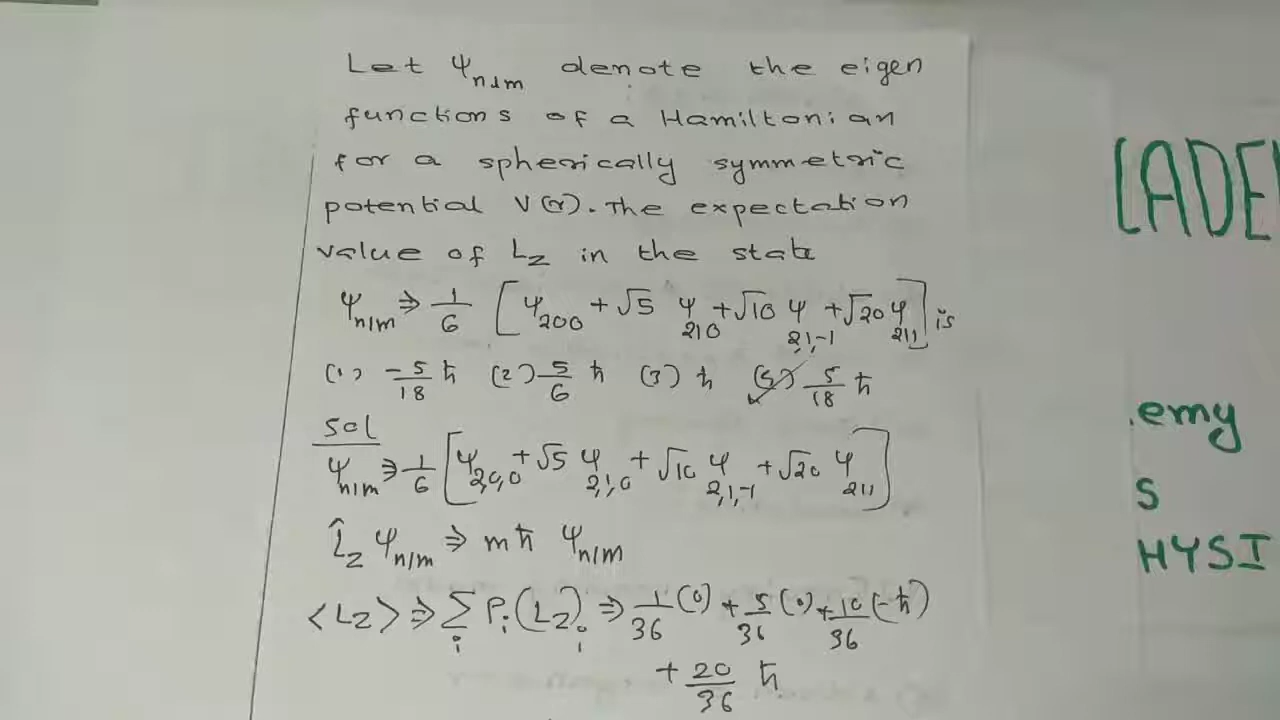 Let ψnlm denote the eigen
functions of a Hamiltonian
for a spherically symmetric
potential V(r). The expectation
value of Lz in the state
ψnlm ⇒ 1/6 [ψ200 + √5 ψ210 + √10 ψ2,1,-1 + √20 ψ211] is
(1) -5/18 ħ (2) 5/6 ħ (3) ħ (4) 5/18 ħ
Sol
ψnlm ⇒ 1/6 [ψ2,0,0 + √5 ψ2,1,0 + √10 ψ2,1,-1 + √20 ψ211]
L̂z ψnlm ⇒ mħ ψnlm
<Lz> ⇒ Σi Pi(Lz)i ⇒ 1/36 (0) + 5/36 (0) + 10/36 (-ħ)
+ 20/36 ħ
CADE
emy
S
HYSI